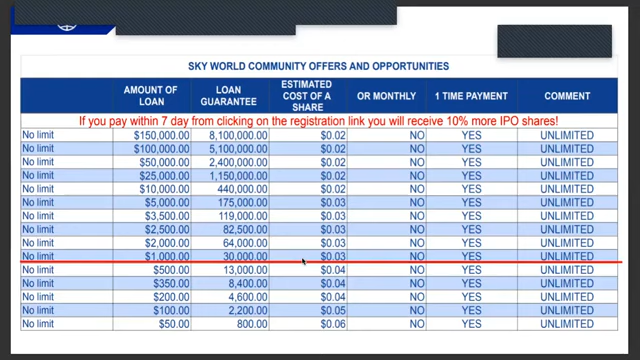 SKY WORLD COMMUNITY OFFERS AND OPPORTUNITIES
AMOUNT OF LOAN LOAN GUARANTEE ESTIMATED COST OF A SHARE OR MONTHLY 1 TIME PAYMENT COMMENT
If you pay within 7 day from clicking on the registration link you will receive 10% more IPO shares!
No limit $150,000.00 8,100,000.00 $0.02 NO YES UNLIMITED
No limit $100,000.00 5,100,000.00 $0.02 NO YES UNLIMITED
No limit $50,000.00 2,400,000.00 $0.02 NO YES UNLIMITED
No limit $25,000.00 1,150,000.00 $0.02 NO YES UNLIMITED
No limit $10,000.00 440,000.00 $0.02 NO YES UNLIMITED
No limit $5,000.00 175,000.00 $0.03 NO YES UNLIMITED
No limit $3,500.00 119,000.00 $0.03 NO YES UNLIMITED
No limit $2,500.00 82,500.00 $0.03 NO YES UNLIMITED
No limit $2,000.00 64,000.00 $0.03 NO YES UNLIMITED
No limit $1,000.00 30,000.00 $0.03 NO YES UNLIMITED
No limit $500.00 13,000.00 $0.04 NO YES UNLIMITED
No limit $350.00 8,400.00 $0.04 NO YES UNLIMITED
No limit $200.00 4,600.00 $0.04 NO YES UNLIMITED
No limit $100.00 2,200.00 $0.05 NO YES UNLIMITED
No limit $50.00 800.00 $0.06 NO YES UNLIMITED